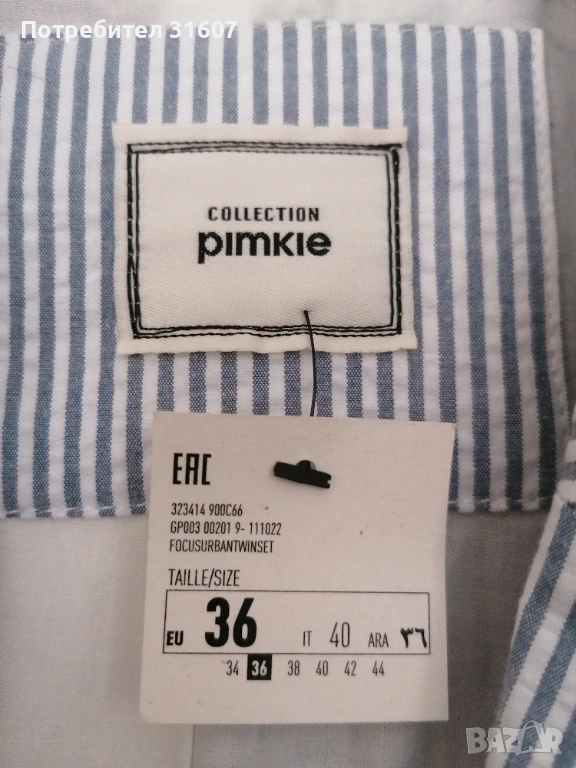 Потребител 31607
COLLECTION
pimkie
EAC
323414 900C66
GP003 00201 9- 111022
FOCUSURBANTWINSET
TAILLE/SIZE
EU 36 IT 40 ARA ٣٦
34 36 38 40 42 44
BAZAR